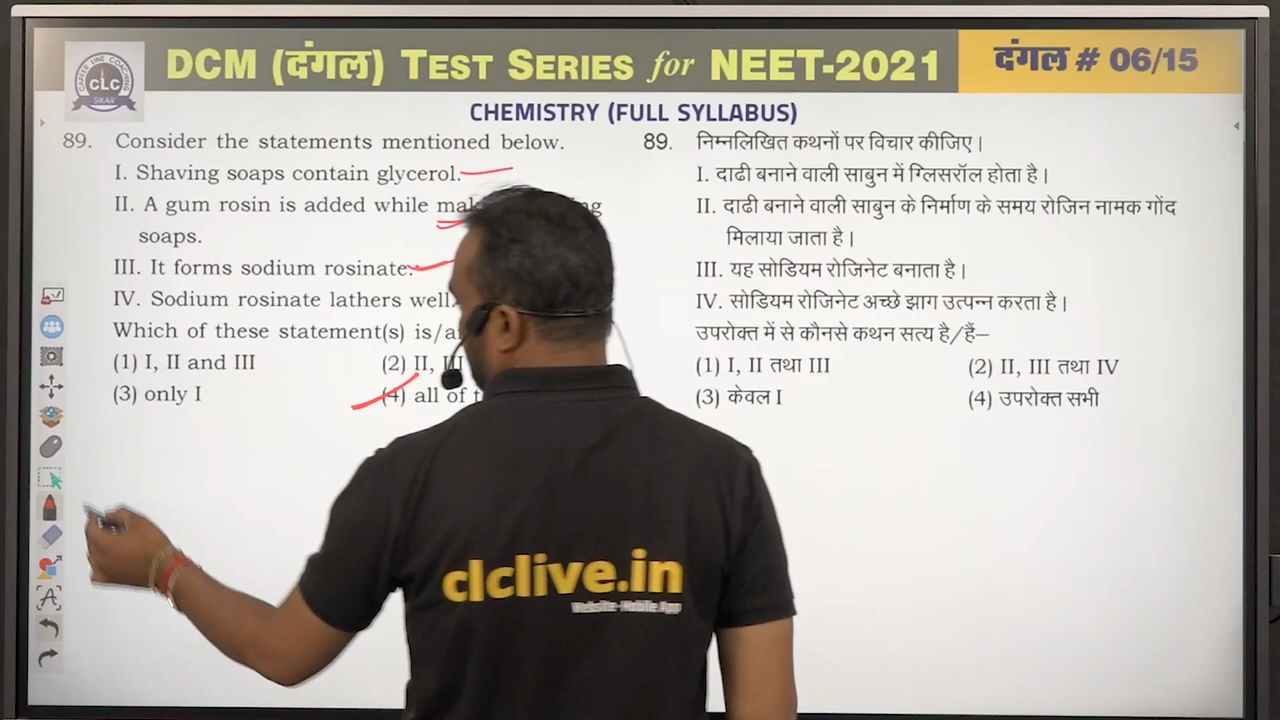 DCM (दंगल) TEST SERIES for NEET-2021
दंगल # 06/15
CLC
SIKAR
CHEMISTRY (FULL SYLLABUS)
89. Consider the statements mentioned below.
I. Shaving soaps contain glycerol.
II. A gum rosin is added while
soaps.
III. It forms sodium rosinate.
IV. Sodium rosinate lathers well.
Which of these statement(s) is/
(1) I, II and III
(2) II,
(3) only I
(4) all of
89. निम्नलिखित कथनों पर विचार कीजिए।
I. दाढी बनाने वाली साबुन में ग्लिसरॉल होता है।
II. दाढी बनाने वाली साबुन के निर्माण के समय रोजिन नामक गोंद
मिलाया जाता है।
III. यह सोडियम रोजिनेट बनाता है।
IV. सोडियम रोजिनेट अच्छे झाग उत्पन्न करता है।
उपरोक्त में से कौनसे कथन सत्य है/हैं–
(1) I, II तथा III
(2) II, III तथा IV
(3) केवल I
(4) उपरोक्त सभी
clclive.in
Website-Mobile App